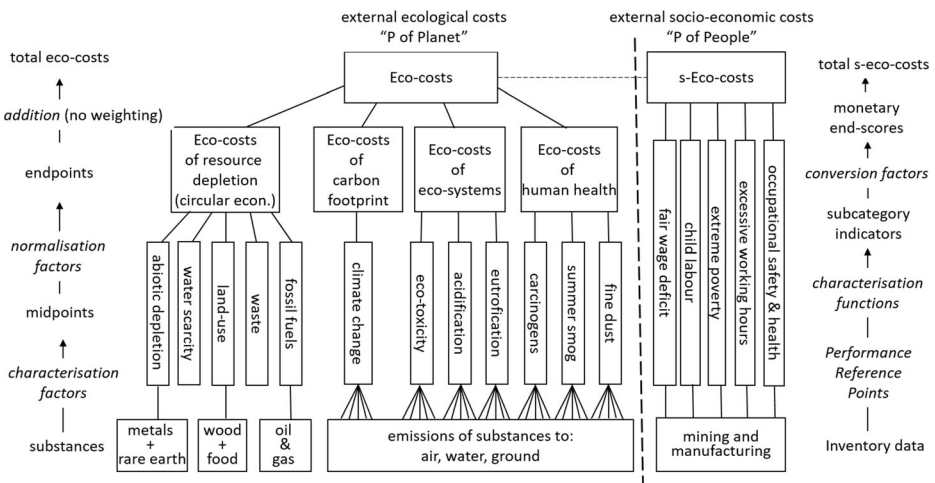 external ecological costs
“P of Planet”
external socio-economic costs
“P of People”
total eco-costs
addition (no weighting)
endpoints
normalisation
factors
midpoints
characterisation
factors
substances
Eco-costs
s-Eco-costs
Eco-costs
of resource
depletion
(circular econ.)
Eco-costs
of
carbon
footprint
Eco-costs
of
eco-systems
Eco-costs
of
human health
abiotic depletion
water scarcity
land-use
waste
fossil fuels
climate change
eco-toxicity
acidification
eutrofication
carcinogens
summer smog
fine dust
fair wage deficit
child labour
extreme poverty
excessive working hours
occupational safety & health
metals
+
rare earth
wood
+
food
oil
&
gas
emissions of substances to:
air, water, ground
mining and
manufacturing
total s-eco-costs
monetary
end-scores
conversion factors
subcategory
indicators
characterisation
functions
Performance
Reference
Points
Inventory data